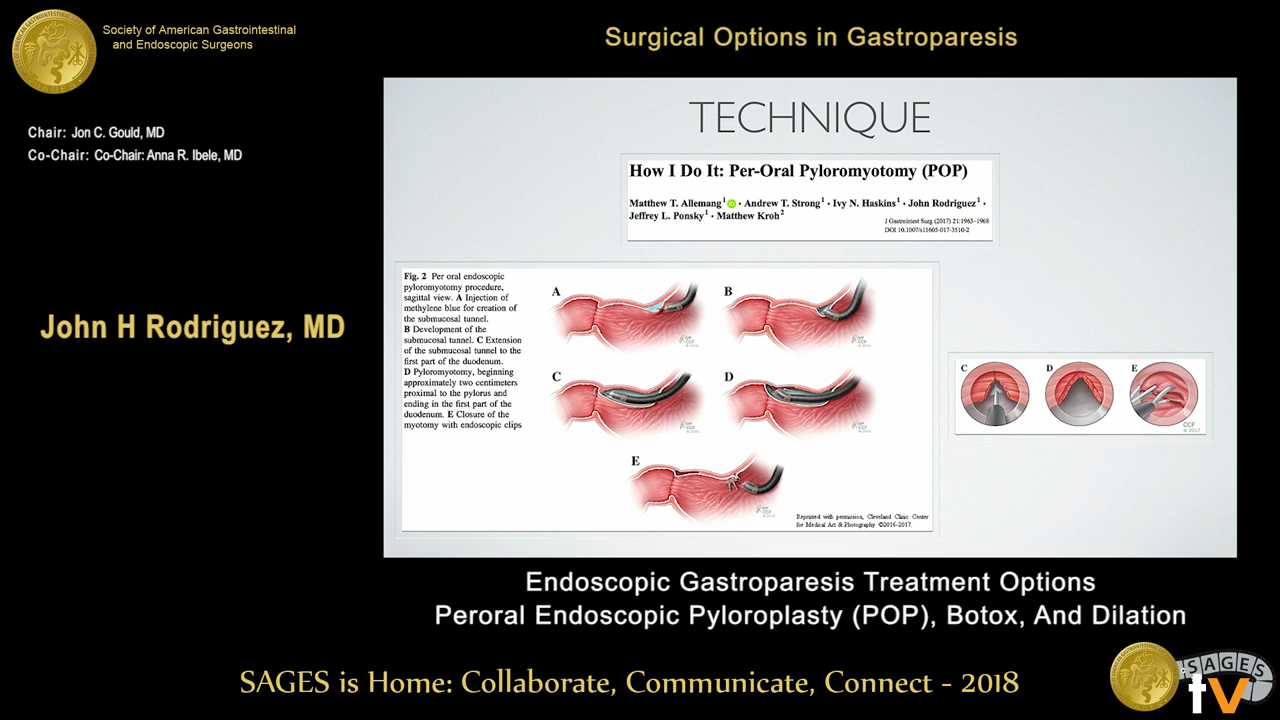 Society of American Gastrointestinal
and Endoscopic Surgeons
Surgical Options in Gastroparesis
Chair: Jon C. Gould, MD
Co-Chair: Co-Chair: Anna R. Ibele, MD
John H Rodriguez, MD
TECHNIQUE
How I Do It: Per-Oral Pyloromyotomy (POP)
Matthew T. Allemang1 · Andrew T. Strong1 · Ivy N. Haskins1 · John Rodriguez1 ·
Jeffrey L. Ponsky1 · Matthew Kroh2
J Gastrointest Surg (2017) 21:1963–1968
DOI 10.1007/s11605-017-3510-2
Fig. 2 Per oral endoscopic
pyloromyotomy procedure,
sagittal view. A Injection of
methylene blue for creation of
the submucosal tunnel.
B Development of the
submucosal tunnel. C Extension
of the submucosal tunnel to the
first part of the duodenum.
D Pyloromyotomy, beginning
approximately two centimeters
proximal to the pylorus and
ending in the first part of the
duodenum. E Closure of the
myotomy with endoscopic clips
A
B
C
D
E
Reprinted with permission, Cleveland Clinic Center
for Medical Art & Photography ©2016-2017.
C
D
E
CCF
© 2017
Endoscopic Gastroparesis Treatment Options
Peroral Endoscopic Pyloroplasty (POP), Botox, And Dilation
SAGES is Home: Collaborate, Communicate, Connect - 2018
SAGES
tv